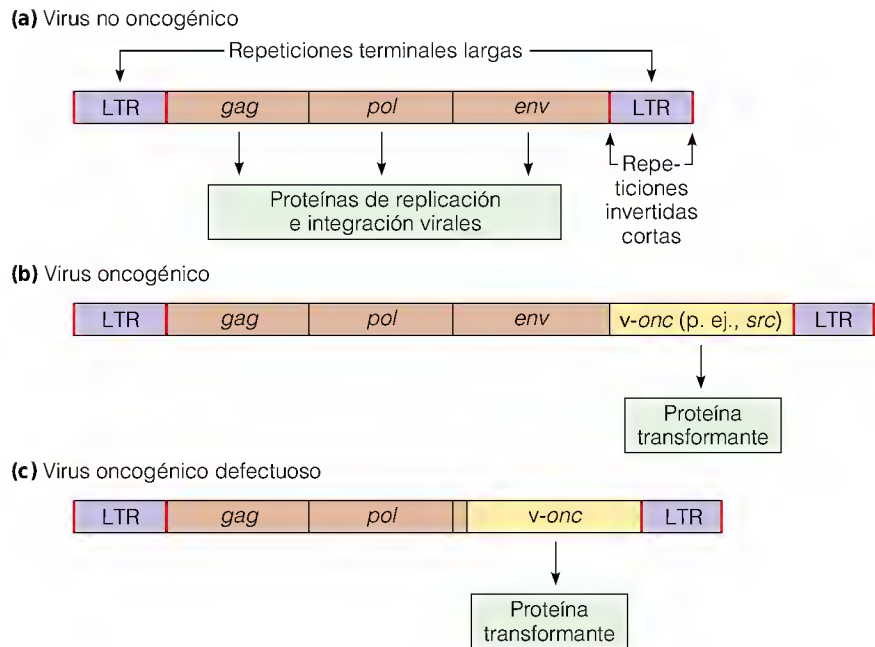 (a) Virus no oncogénico
Repeticiones terminales largas
LTR gag pol env LTR
Proteínas de replicación
e integración virales
Repe-
ticiones
invertidas
cortas
(b) Virus oncogénico
LTR gag pol env v-onc (p. ej., src) LTR
Proteína
transformante
(c) Virus oncogénico defectuoso
LTR gag pol v-onc LTR
Proteína
transformante